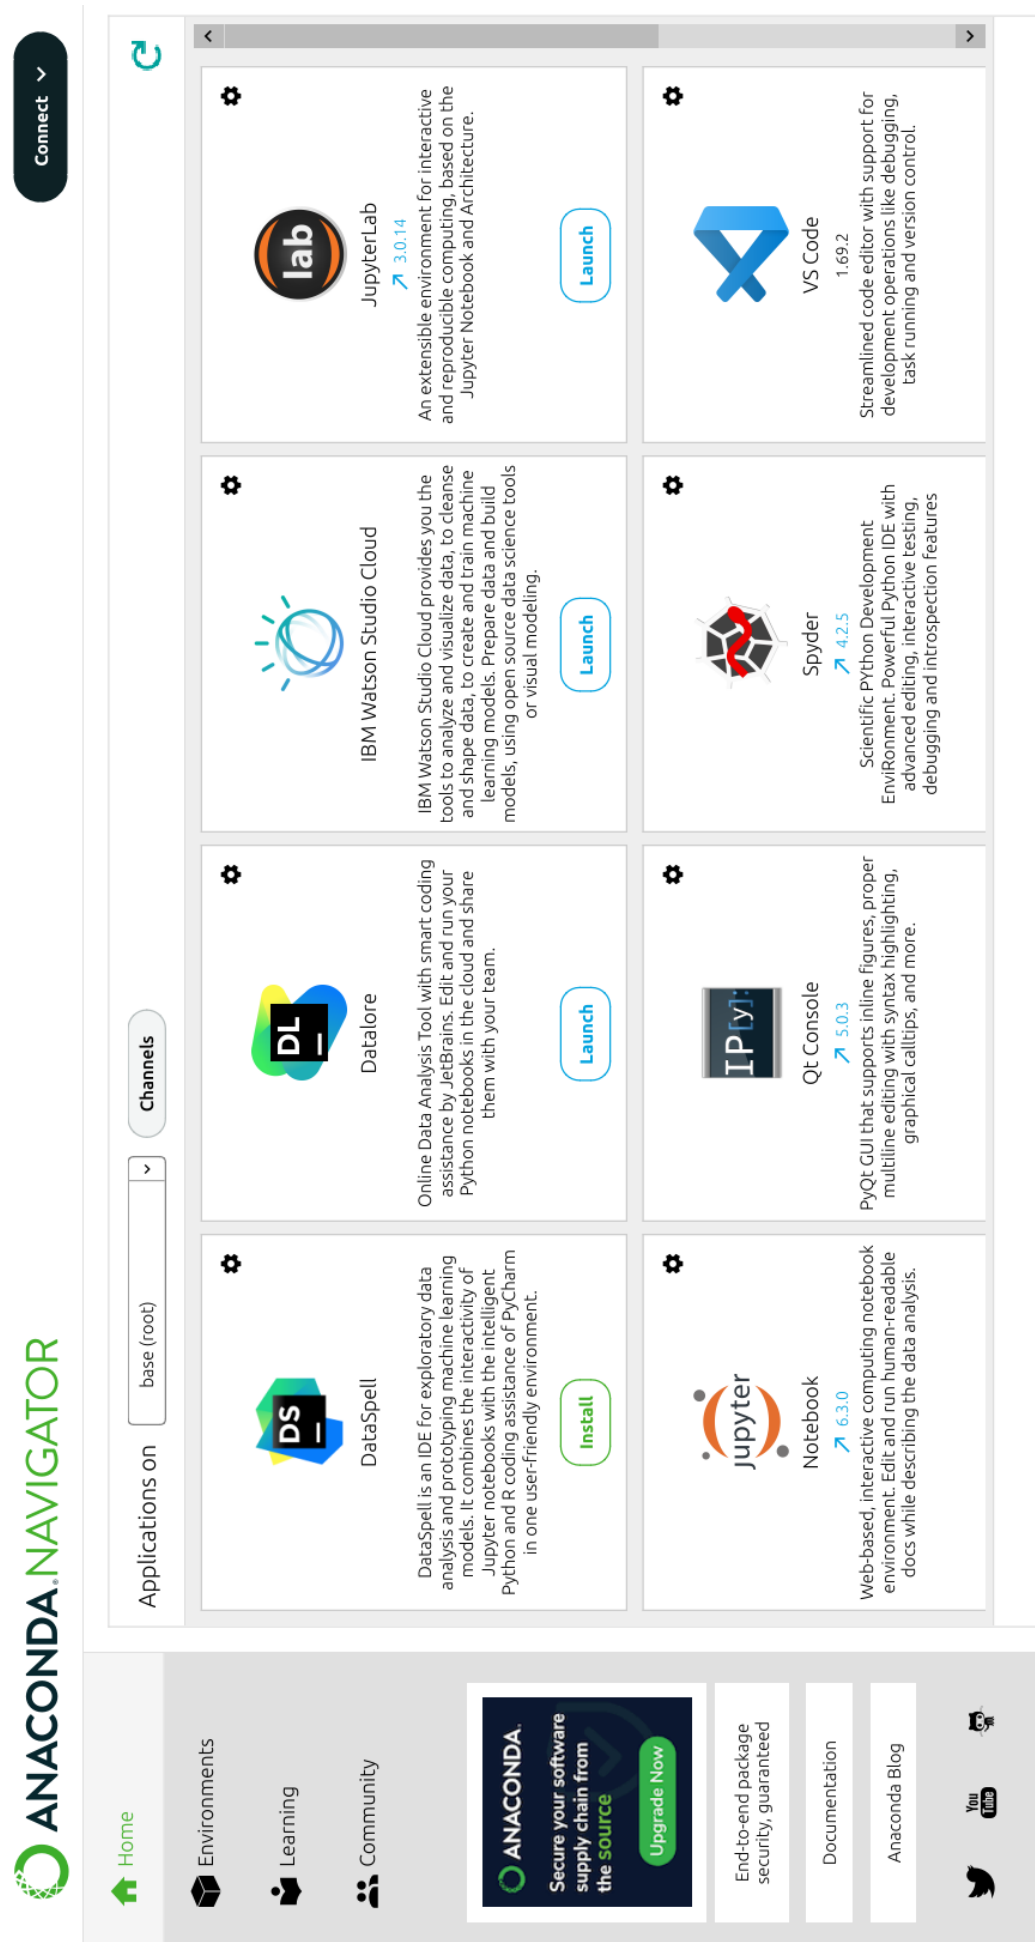 ANACONDA.NAVIGATOR
Connect
Home
Environments
Learning
Community
ANACONDA.
Secure your software
supply chain from
the source
Upgrade Now
End-to-end package
security, guaranteed
Documentation
Anaconda Blog
You
Tube
Applications on
base (root)
Channels
DS
DataSpell
DataSpell is an IDE for exploratory data
analysis and prototyping machine learning
models. It combines the interactivity of
Jupyter notebooks with the intelligent
Python and R coding assistance of PyCharm
in one user-friendly environment.
Install
DL
Datalore
Online Data Analysis Tool with smart coding
assistance by JetBrains. Edit and run your
Python notebooks in the cloud and share
them with your team.
Launch
IBM Watson Studio Cloud
IBM Watson Studio Cloud provides you the
tools to analyze and visualize data, to cleanse
and shape data, to create and train machine
learning models. Prepare data and build
models, using open source data science tools
or visual modeling.
Launch
lab
JupyterLab
3.0.14
An extensible environment for interactive
and reproducible computing, based on the
Jupyter Notebook and Architecture.
Launch
Jupyter
Notebook
6.3.0
Web-based, interactive computing notebook
environment. Edit and run human-readable
docs while describing the data analysis.
IP[y]:
Qt Console
5.0.3
PyQt GUI that supports inline figures, proper
multiline editing with syntax highlighting,
graphical calltips, and more.
Spyder
4.2.5
Scientific PYthon Development
EnviRonment. Powerful Python IDE with
advanced editing, interactive testing,
debugging and introspection features
VS Code
1.69.2
Streamlined code editor with support for
development operations like debugging,
task running and version control.